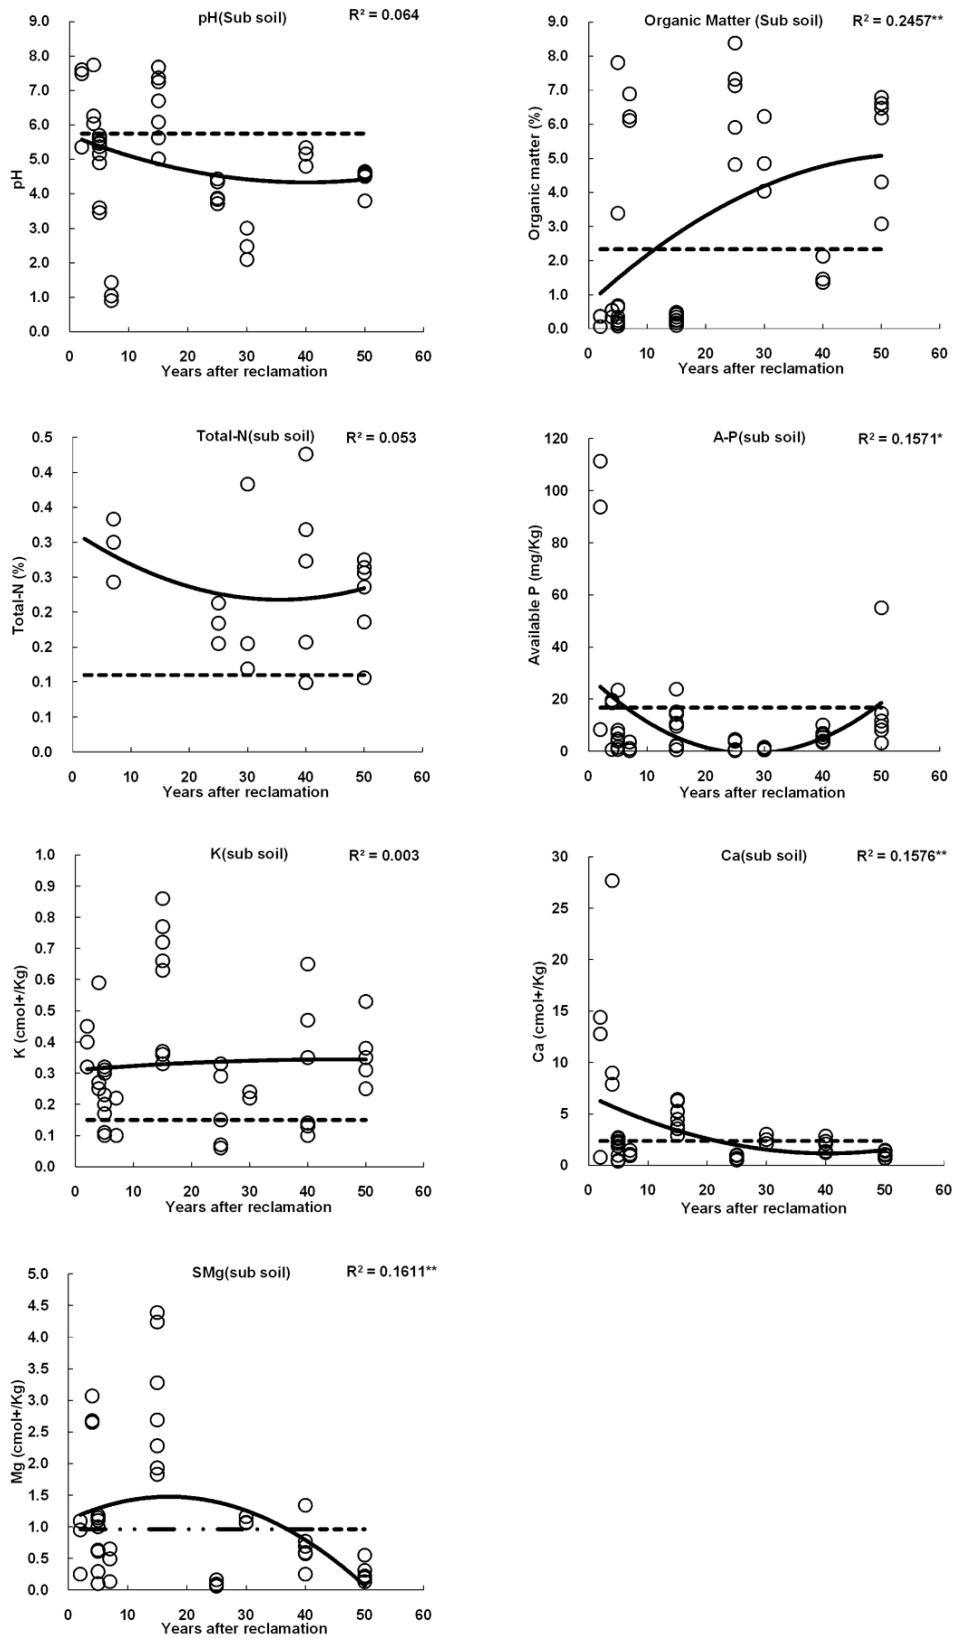 pH(Sub soil)
R² = 0.064
9.0
8.0
7.0
6.0
5.0
4.0
3.0
2.0
1.0
0.0
pH
0 10 20 30 40 50 60
Years after reclamation
Organic Matter (Sub soil)
R² = 0.2457**
9.0
8.0
7.0
6.0
5.0
4.0
3.0
2.0
1.0
0.0
Organic matter (%)
0 10 20 30 40 50 60
Years after reclamation
Total-N(sub soil)
R² = 0.053
0.5
0.4
0.4
0.3
0.3
0.2
0.2
0.1
0.1
0.0
Total-N (%)
0 10 20 30 40 50 60
Years after reclamation
A-P(sub soil)
R² = 0.1571*
120
100
80
60
40
20
0
Available P (mg/Kg)
0 10 20 30 40 50 60
Years after reclamation
K(sub soil)
R² = 0.003
1.0
0.9
0.8
0.7
0.6
0.5
0.4
0.3
0.2
0.1
0.0
K (cmol+/Kg)
0 10 20 30 40 50 60
Years after reclamation
Ca(sub soil)
R² = 0.1576**
30
25
20
15
10
5
0
Ca (cmol+/Kg)
0 10 20 30 40 50 60
Years after reclamation
SMg(sub soil)
R² = 0.1611**
5.0
4.5
4.0
3.5
3.0
2.5
2.0
1.5
1.0
0.5
0.0
Mg (cmol+/Kg)
0 10 20 30 40 50 60
Years after reclamation